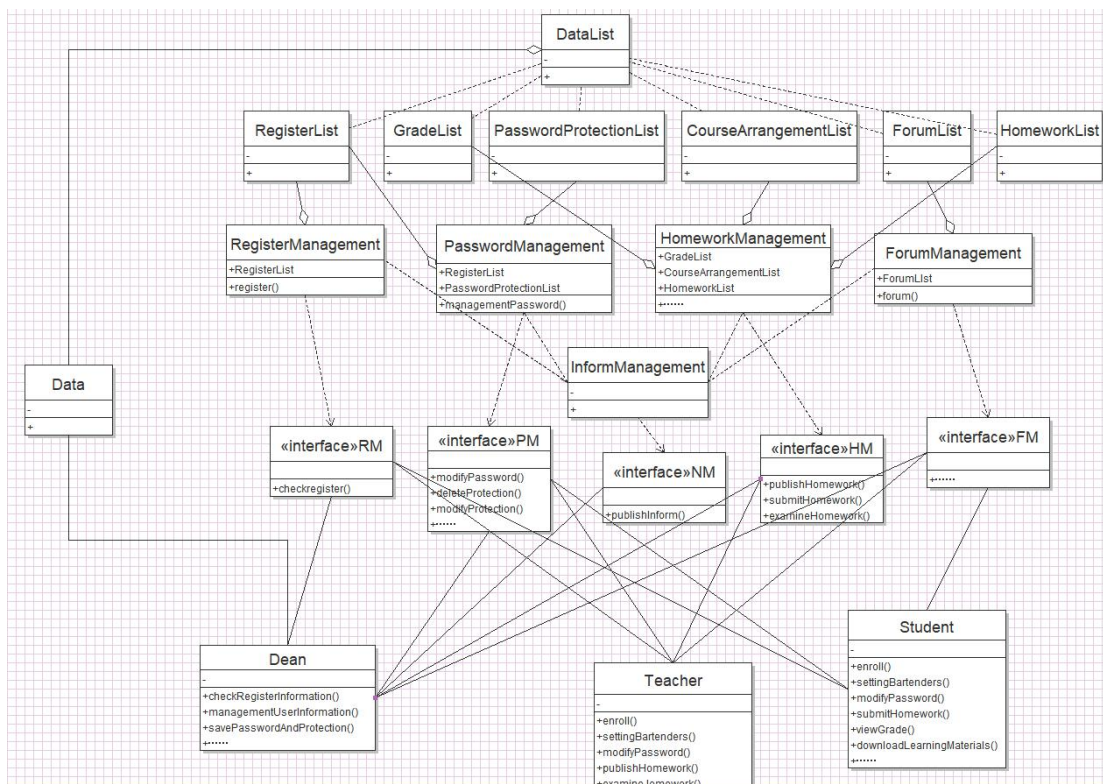 DataList
-
+
RegisterList
-
+
GradeList
-
+
PasswordProtectionList
-
+
CourseArrangementList
-
+
ForumList
-
+
HomeworkList
-
+
RegisterManagement
+RegisterList
+register()
PasswordManagement
+RegisterList
+PasswordProtectionList
+managementPassword()
HomeworkManagement
+GradeList
+CourseArrangementList
+HomeworkList
+······
ForumManagement
+ForumLIst
+forum()
Data
-
+
InformManagement
-
+
«interface»RM
+checkregister()
«interface»PM
+modifyPassword()
+deleteProtection()
+modifyProtection()
+······
«interface»NM
+publishInform()
«interface»HM
+publishHomework()
+submitHomework()
+examineHomework()
«interface»FM
+······
Dean
-
+checkRegisterInformation()
+managementUserInformation()
+savePasswordAndProtection()
+······
Teacher
-
+enroll()
+settingBartenders()
+modifyPassword()
+publishHomework()
Student
-
+enroll()
+settingBartenders()
+modifyPassword()
+submitHomework()
+viewGrade()
+downloadLearningMaterials()
+······